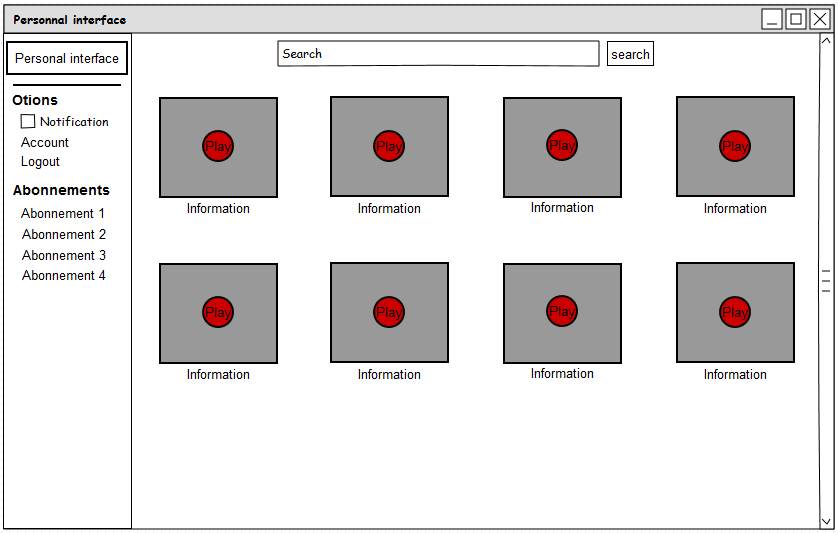 Personnal interface
Personal interface
Otions
Notification
Account
Logout
Abonnements
Abonnement 1
Abonnement 2
Abonnement 3
Abonnement 4
Search search
Play Play Play Play
Information Information Information Information
Play Play Play Play
Information Information Information Information